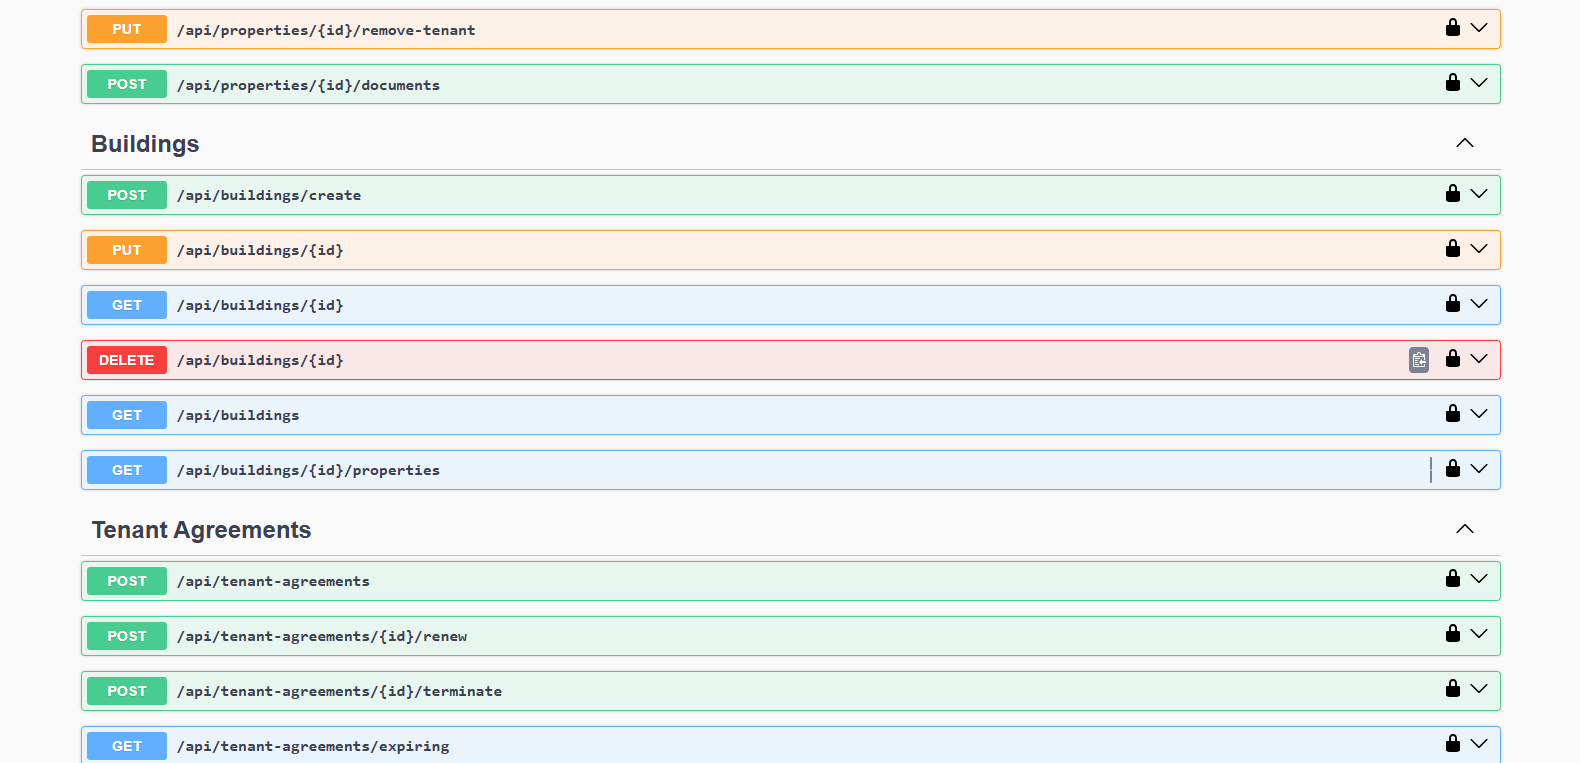 PUT /api/properties/{id}/remove-tenant
POST /api/properties/{id}/documents
Buildings
POST /api/buildings/create
PUT /api/buildings/{id}
GET /api/buildings/{id}
DELETE /api/buildings/{id}
GET /api/buildings
GET /api/buildings/{id}/properties
Tenant Agreements
POST /api/tenant-agreements
POST /api/tenant-agreements/{id}/renew
POST /api/tenant-agreements/{id}/terminate
GET /api/tenant-agreements/expiring